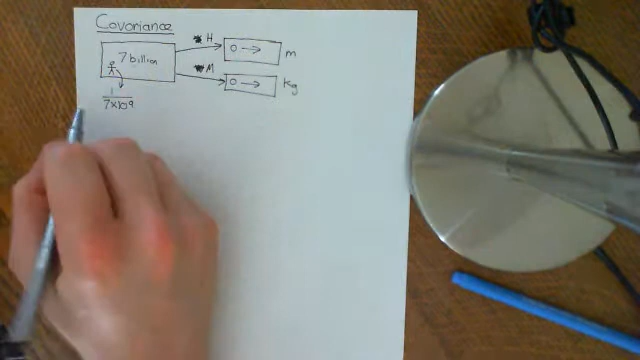 Covariance
7 billion
H
0 → m
M
0 → kg
1
7×10⁹